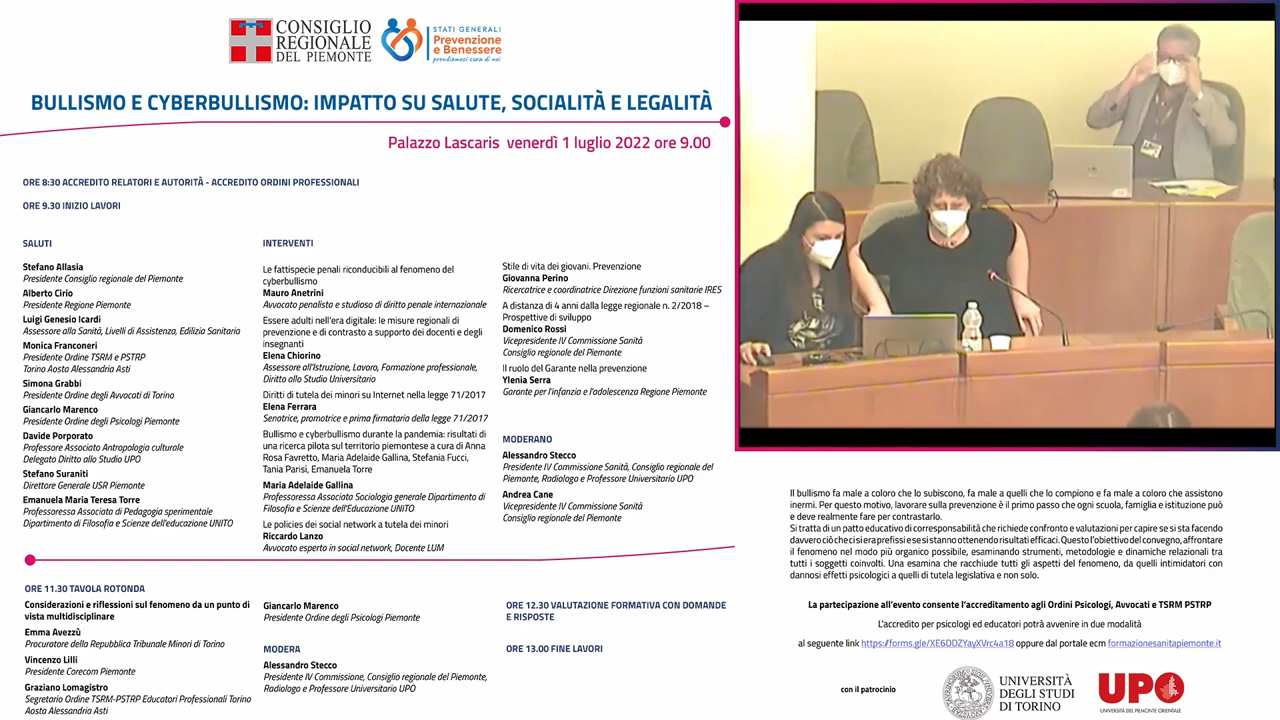 CONSIGLIO
REGIONALE
DEL PIEMONTE
STATI GENERALI
Prevenzione
e Benessere
prendiamoci cura di noi
BULLISMO E CYBERBULLISMO: IMPATTO SU SALUTE, SOCIALITÀ E LEGALITÀ
Palazzo Lascaris venerdì 1 luglio 2022 ore 9.00
ORE 8:30 ACCREDITO RELATORI E AUTORITÀ - ACCREDITO ORDINI PROFESSIONALI
ORE 9.30 INIZIO LAVORI
SALUTI
Stefano Allasia
Presidente Consiglio regionale del Piemonte
Alberto Cirio
Presidente Regione Piemonte
Luigi Genesio Icardi
Assessore alla Sanità, Livelli di Assistenza, Edilizia Sanitaria
Monica Franconeri
Presidente Ordine TSRM e PSTRP
Torino Aosta Alessandria Asti
Simona Grabbi
Presidente Ordine degli Avvocati di Torino
Giancarlo Marenco
Presidente Ordine degli Psicologi Piemonte
Davide Porporato
Professore Associato Antropologia culturale
Delegato Diritto allo Studio UPO
Stefano Suraniti
Direttore Generale USR Piemonte
Emanuela Maria Teresa Torre
Professoressa Associata di Pedagogia sperimentale
Dipartimento di Filosofia e Scienze dell'educazione UNITO
INTERVENTI
Le fattispecie penali riconducibili al fenomeno del
cyberbullismo
Mauro Anetrini
Avvocato penalista e studioso di diritto penale internazionale
Essere adulti nell'era digitale: le misure regionali di
prevenzione e di contrasto a supporto dei docenti e degli
insegnanti
Elena Chiorino
Assessore all'Istruzione, Lavoro, Formazione professionale,
Diritto allo Studio Universitario
Diritti di tutela dei minori su Internet nella legge 71/2017
Elena Ferrara
Senatrice, promotrice e prima firmataria della legge 71/2017
Bullismo e cyberbullismo durante la pandemia: risultati di
una ricerca pilota sul territorio piemontese a cura di Anna
Rosa Favretto, Maria Adelaide Gallina, Stefania Fucci,
Tania Parisi, Emanuela Torre
Maria Adelaide Gallina
Professoressa Associata Sociologia generale Dipartimento di
Filosofia e Scienze dell'Educazione UNITO
Le policies dei social network a tutela dei minori
Riccardo Lanzo
Avvocato esperto in social network, Docente LUM
Stile di vita dei giovani. Prevenzione
Giovanna Perino
Ricercatrice e coordinatrice Direzione funzioni sanitarie IRES
A distanza di 4 anni dalla legge regionale n. 2/2018 –
Prospettive di sviluppo
Domenico Rossi
Vicepresidente IV Commissione Sanità
Consiglio regionale del Piemonte
Il ruolo del Garante nella prevenzione
Ylenia Serra
Garante per l'infanzia e l'adolescenza Regione Piemonte
MODERANO
Alessandro Stecco
Presidente IV Commissione Sanità, Consiglio regionale del
Piemonte, Radiologo e Professore Universitario UPO
Andrea Cane
Vicepresidente IV Commissione Sanità
Consiglio regionale del Piemonte
ORE 11.30 TAVOLA ROTONDA
Considerazioni e riflessioni sul fenomeno da un punto di
vista multidisciplinare
Emma Avezzù
Procuratore della Repubblica Tribunale Minori di Torino
Vincenzo Lilli
Presidente Corecom Piemonte
Graziano Lomagistro
Segretario Ordine TSRM-PSTRP Educatori Professionali Torino
Aosta Alessandria Asti
Giancarlo Marenco
Presidente Ordine degli Psicologi Piemonte
MODERA
Alessandro Stecco
Presidente IV Commissione, Consiglio regionale del Piemonte,
Radiologo e Professore Universitario UPO
ORE 12.30 VALUTAZIONE FORMATIVA CON DOMANDE
E RISPOSTE
ORE 13.00 FINE LAVORI
Il bullismo fa male a coloro che lo subiscono, fa male a quelli che lo compiono e fa male a coloro che assistono
inermi. Per questo motivo, lavorare sulla prevenzione è il primo passo che ogni scuola, famiglia e istituzione può
e deve realmente fare per contrastarlo.
Si tratta di un patto educativo di corresponsabilità che richiede confronto e valutazioni per capire se si sta facendo
davvero ciò che ci si era prefissi e se si stanno ottenendo risultati efficaci. Questo l'obiettivo del convegno, affrontare
il fenomeno nel modo più organico possibile, esaminando strumenti, metodologie e dinamiche relazionali tra
tutti i soggetti coinvolti. Una esamina che racchiude tutti gli aspetti del fenomeno, da quelli intimidatori con
dannosi effetti psicologici a quelli di tutela legislativa e non solo.
La partecipazione all'evento consente l'accreditamento agli Ordini Psicologi, Avvocati e TSRM PSTRP
L'accredito per psicologi ed educatori potrà avvenire in due modalità
al seguente link https://forms.gle/XE6DDZYayXVrc4a18 oppure dal portale ecm formazionesanitapiemonte.it
con il patrocinio
UNIVERSITÀ
DEGLI STUDI
DI TORINO
UPO
UNIVERSITÀ DEL PIEMONTE ORIENTALE